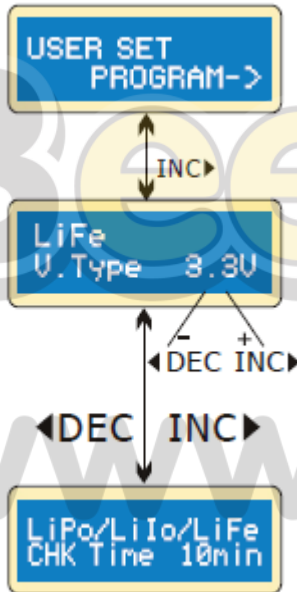 USER SET
PROGRAM->
INC▶
LiFe
V.Type 3.3V
- +
◀DEC INC▶
◀DEC INC▶
LiPo/LiIo/LiFe
CHK Time 10min